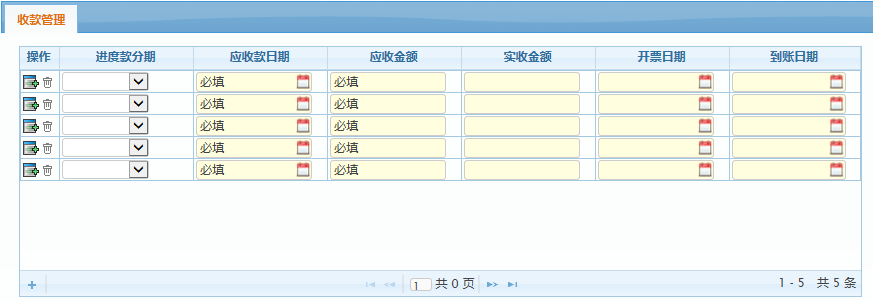 收款管理
操作 进度款分期 应收款日期 应收金额 实收金额 开票日期 到账日期
必填 必填
必填 必填
必填 必填
必填 必填
必填 必填
1 共 0 页 1 - 5 共 5 条